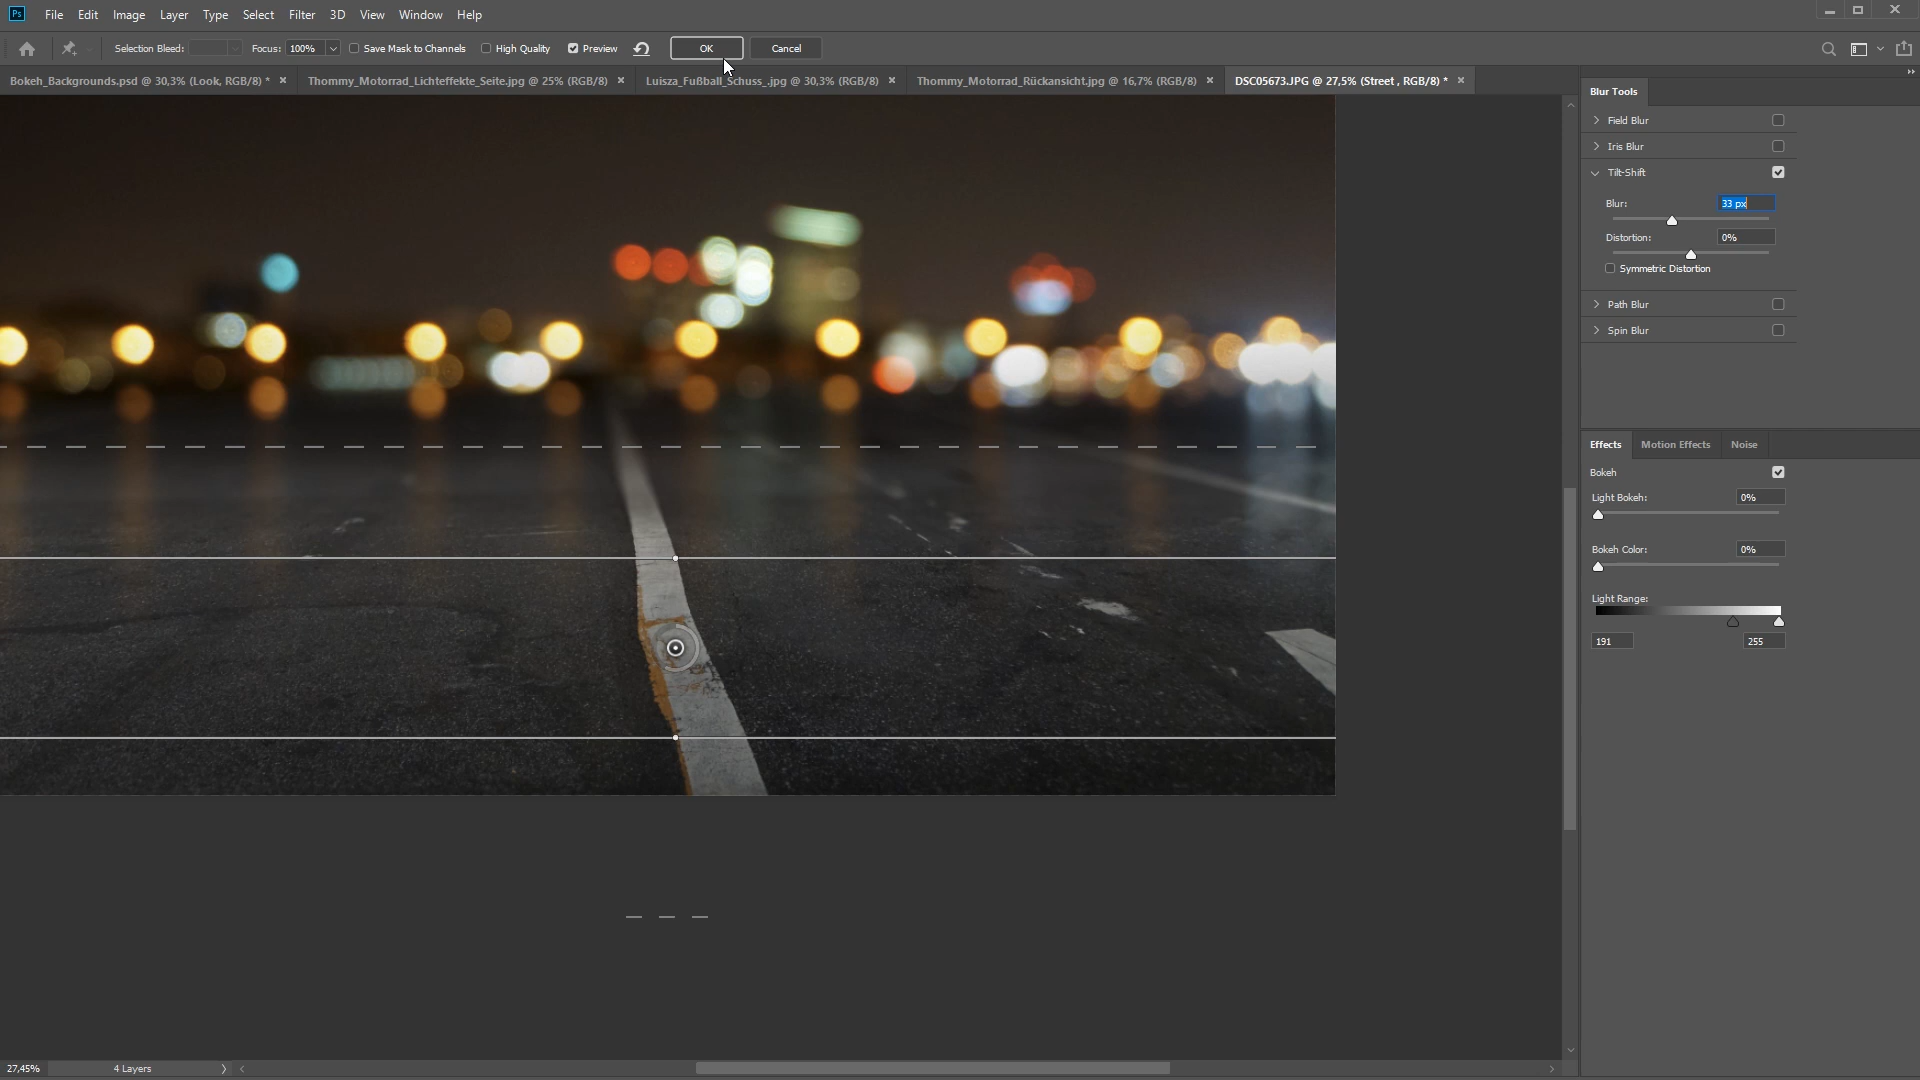 Ps File Edit Image Layer Type Select Filter 3D View Window Help
Selection Bleed: Focus: 100% Save Mask to Channels High Quality Preview OK Cancel
Bokeh_Backgrounds.psd @ 30,3% (Look, RGB/8) * Thommy_Motorrad_Lichteffekte_Seite.jpg @ 25% (RGB/8) Luisza_Fußball_Schuss_.jpg @ 30,3% (RGB/8) Thommy_Motorrad_Rückansicht.jpg @ 16,7% (RGB/8) DSC05673.JPG @ 27,5% (Street , RGB/8) *
Blur Tools
Field Blur
Iris Blur
Tilt-Shift
Blur: 33 px
Distortion: 0%
Symmetric Distortion
Path Blur
Spin Blur
Effects Motion Effects Noise
Bokeh
Light Bokeh: 0%
Bokeh Color: 0%
Light Range:
191 255
27,45% 4 Layers